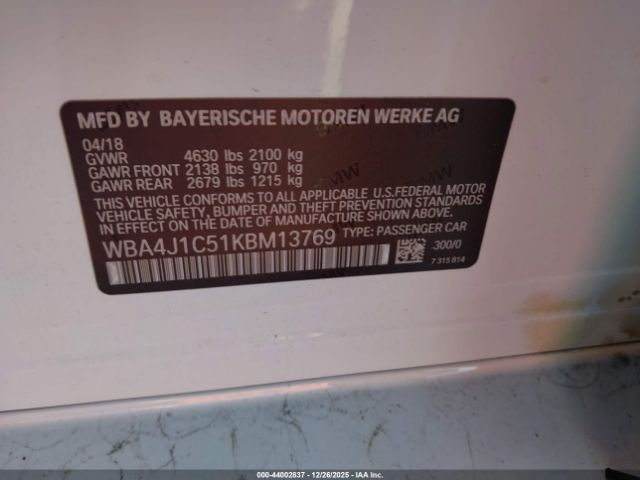 MFD BY BAYERISCHE MOTOREN WERKE AG
04/18
GVWR 4630 lbs 2100 kg
GAWR FRONT 2138 lbs 970 kg
GAWR REAR 2679 lbs 1215 kg
THIS VEHICLE CONFORMS TO ALL APPLICABLE U.S.FEDERAL MOTOR
VEHICLE SAFETY, BUMPER AND THEFT PREVENTION STANDARDS
IN EFFECT ON THE DATE OF MANUFACTURE SHOWN ABOVE.
WBA4J1C51KBM13769 TYPE: PASSENGER CAR
300/0
7 315 814
000-44002837 - 12/26/2025 - IAA Inc.